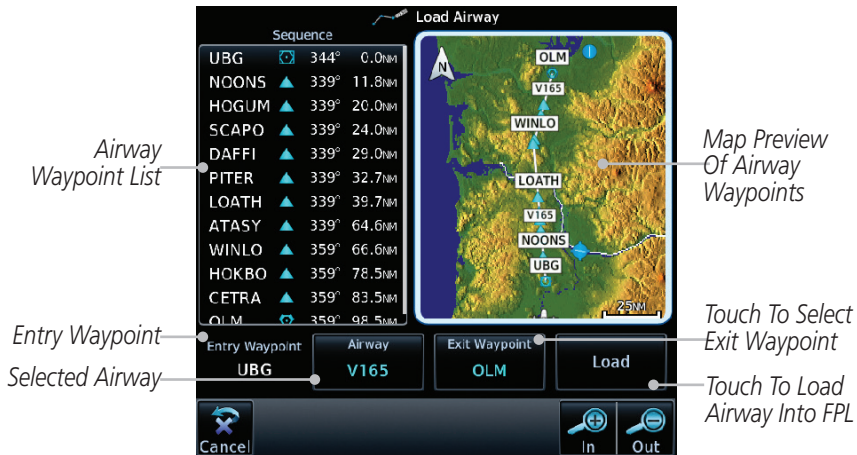 Load Airway
Sequence
UBG 344° 0.0NM
NOONS 339° 11.8NM
HOGUM 339° 20.0NM
SCAPO 339° 24.0NM
DAFFI 339° 29.0NM
PITER 339° 32.7NM
LOATH 339° 39.7NM
ATASY 339° 64.6NM
WINLO 359° 66.6NM
HOKBO 359° 78.5NM
CETRA 359° 83.5NM
OLM 359° 98.5NM
N
OLM
V165
WINLO
LOATH
V165
NOONS
UBG
25NM
Airway
Waypoint List
Map Preview
Of Airway
Waypoints
Entry Waypoint
Selected Airway
Touch To Select
Exit Waypoint
Touch To Load
Airway Into FPL
Entry Waypoint
UBG
Airway
V165
Exit Waypoint
OLM
Load
Cancel
In
Out